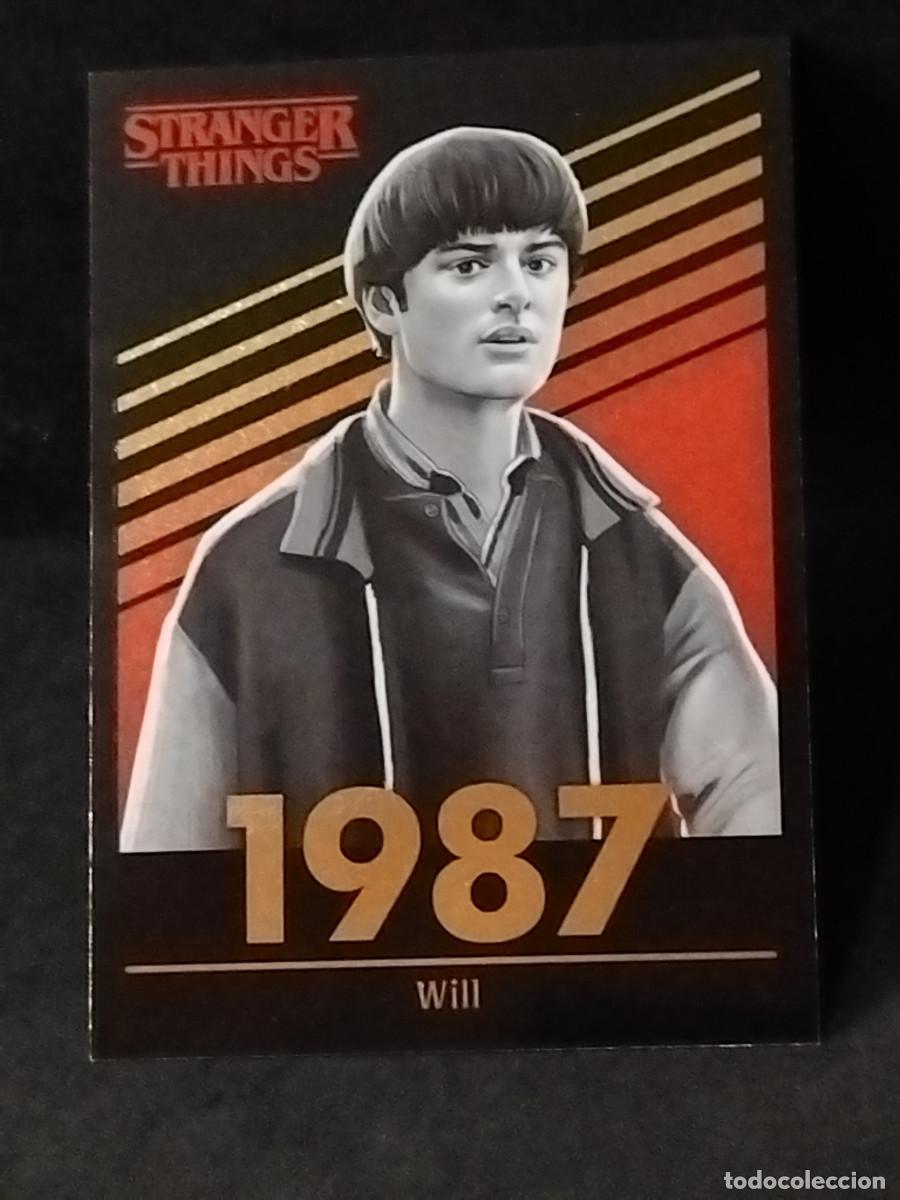 STRANGER
THINGS
1987
Will
todocoleccion